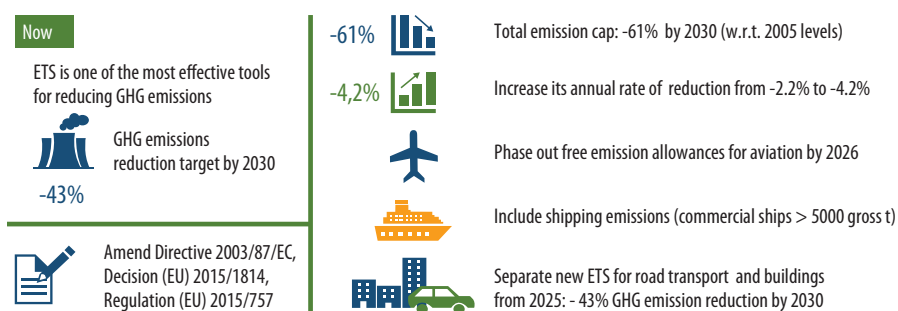 Now
ETS is one of the most effective tools
for reducing GHG emissions
GHG emissions
reduction target by 2030
-43%
Amend Directive 2003/87/EC,
Decision (EU) 2015/1814,
Regulation (EU) 2015/757
-61%
Total emission cap: -61% by 2030 (w.r.t. 2005 levels)
-4,2%
Increase its annual rate of reduction from -2.2% to -4.2%
Phase out free emission allowances for aviation by 2026
Include shipping emissions (commercial ships > 5000 gross t)
Separate new ETS for road transport and buildings
from 2025: - 43% GHG emission reduction by 2030